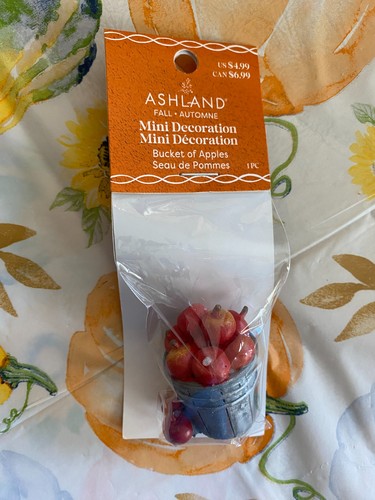 US $4.99
CAN $6.99
ASHLAND®
FALL • AUTOMNE
Mini Decoration
Mini Décoration
Bucket of Apples
Seau de Pommes
1 PC